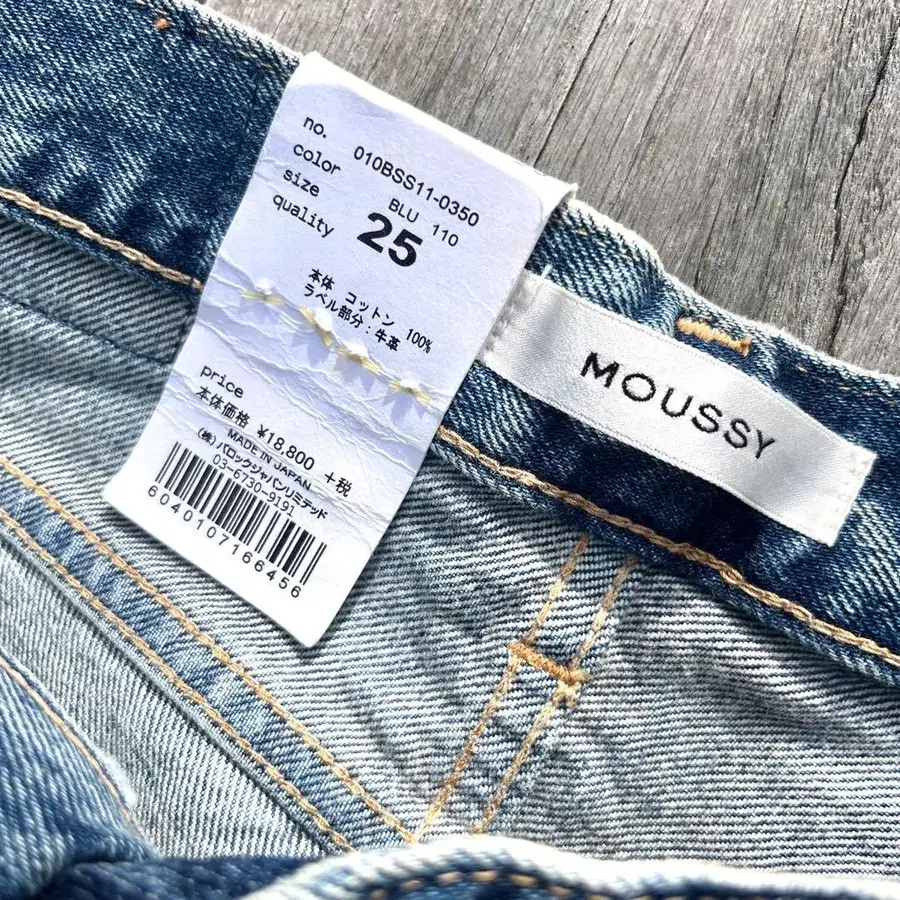 no. 010BSS11-0350
color BLU 110
size 25
quality
本体 コットン 100%
ラベル部分:牛革
price
本体価格 ¥18,800 +税
MADE IN JAPAN
(株)バロックジャパンリミテッド
03-6730-9191
6040107166456
MOUSSY